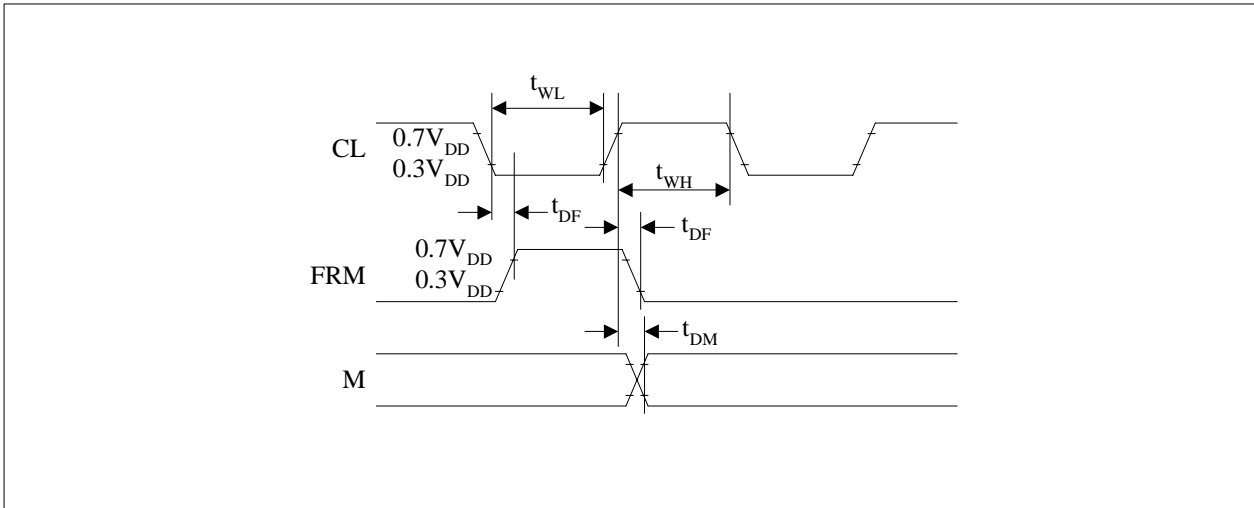 t_WL
CL
0.7V_DD
0.3V_DD
t_WH
t_DF
t_DF
FRM
0.7V_DD
0.3V_DD
t_DM
M